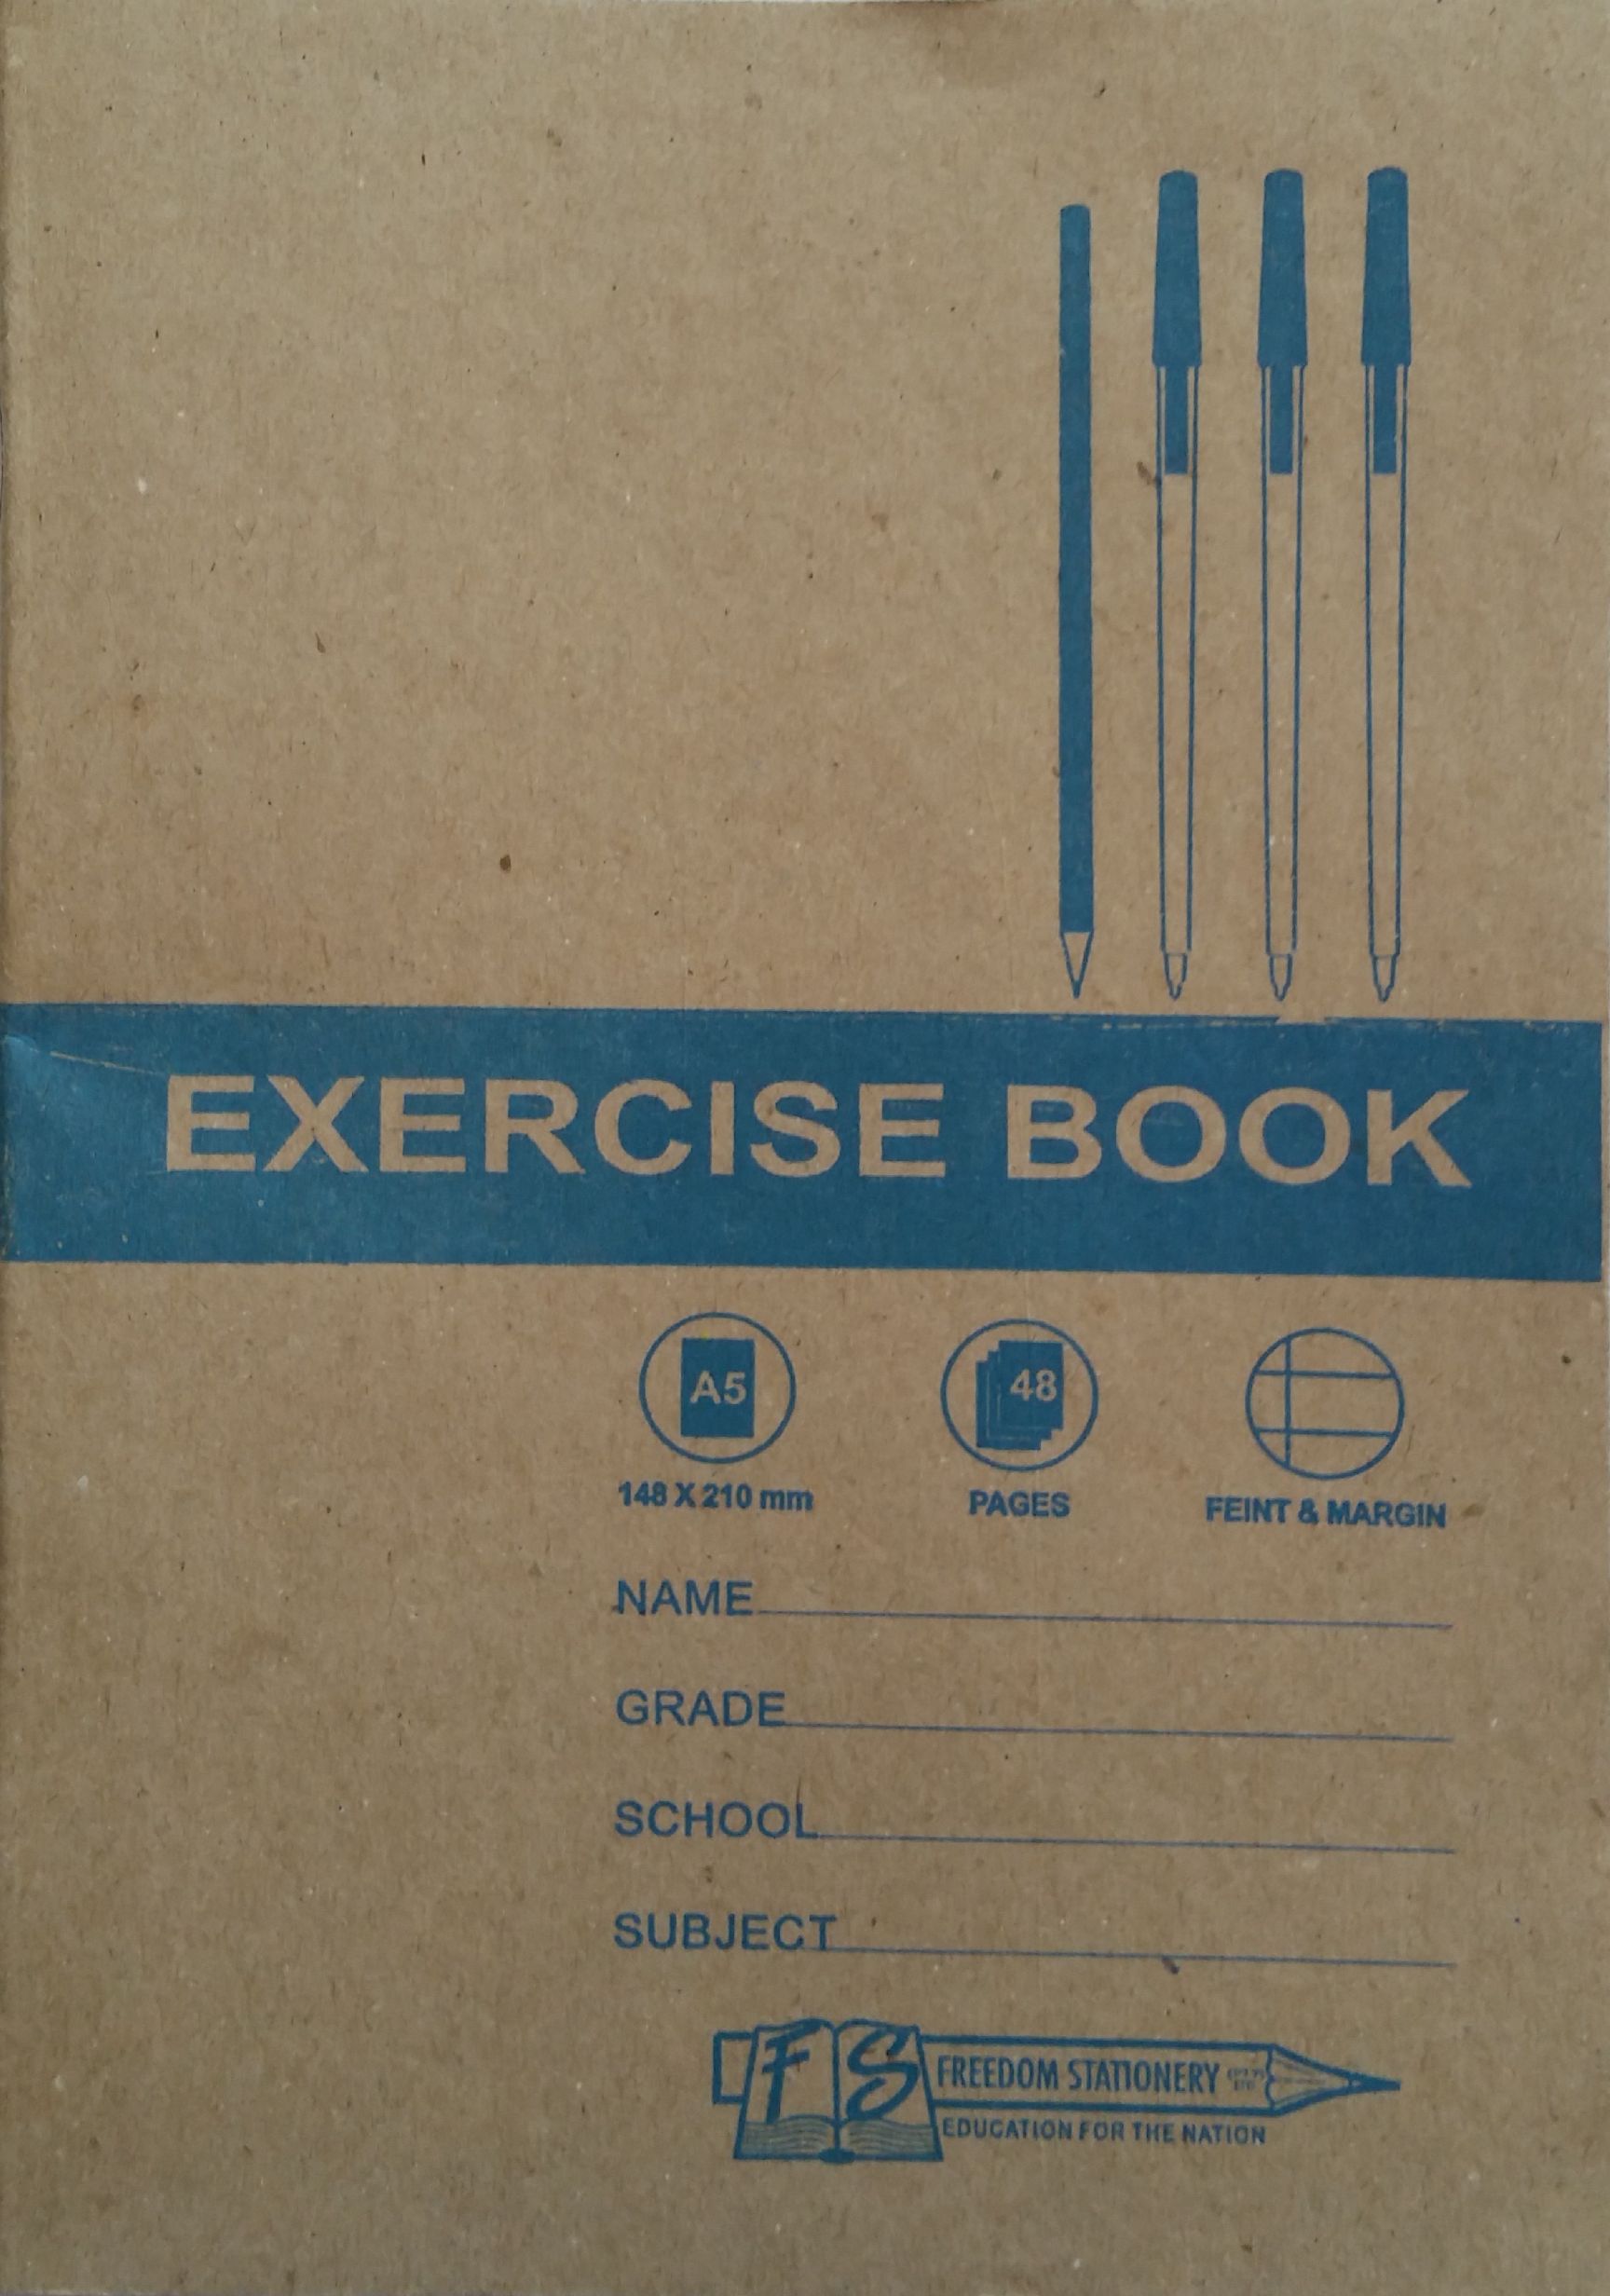 EXERCISE BOOK
A5
48
148 X 210 mm
PAGES
FEINT & MARGIN
NAME
GRADE
SCHOOL
SUBJECT
FS
FREEDOM STATIONERY
EDUCATION FOR THE NATION